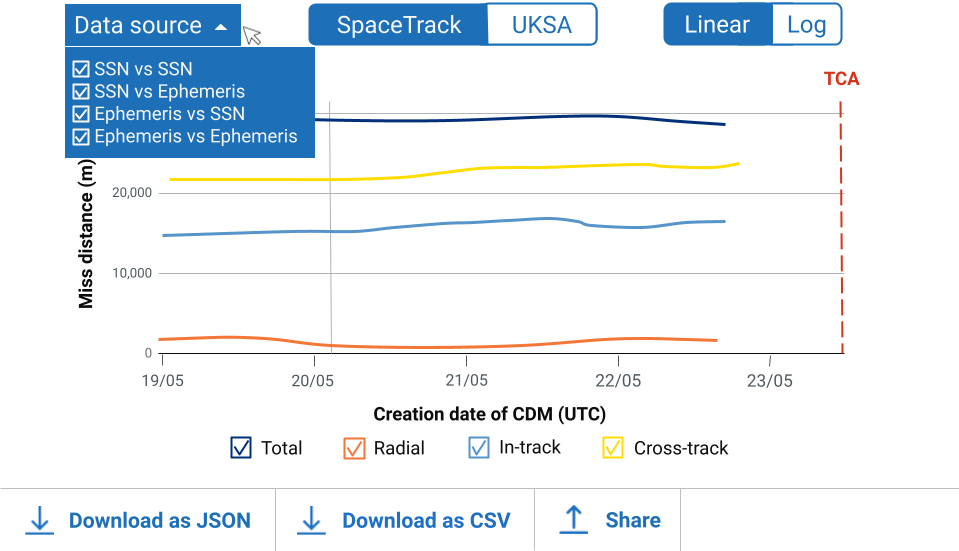 Data source
SpaceTrack
UKSA
Linear
Log
SSN vs SSN
SSN vs Ephemeris
Ephemeris vs SSN
Ephemeris vs Ephemeris
TCA
Miss distance (m)
20,000
10,000
0
19/05
20/05
21/05
22/05
23/05
Creation date of CDM (UTC)
Total
Radial
In-track
Cross-track
Download as JSON
Download as CSV
Share